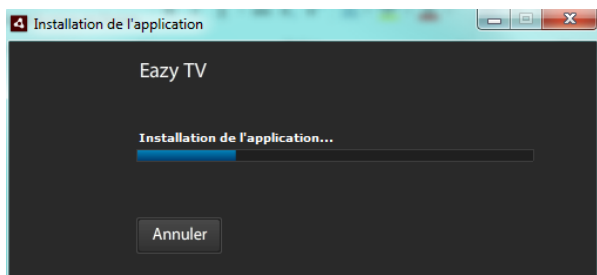 Installation de l'application
Eazy TV
Installation de l'application...
Annuler